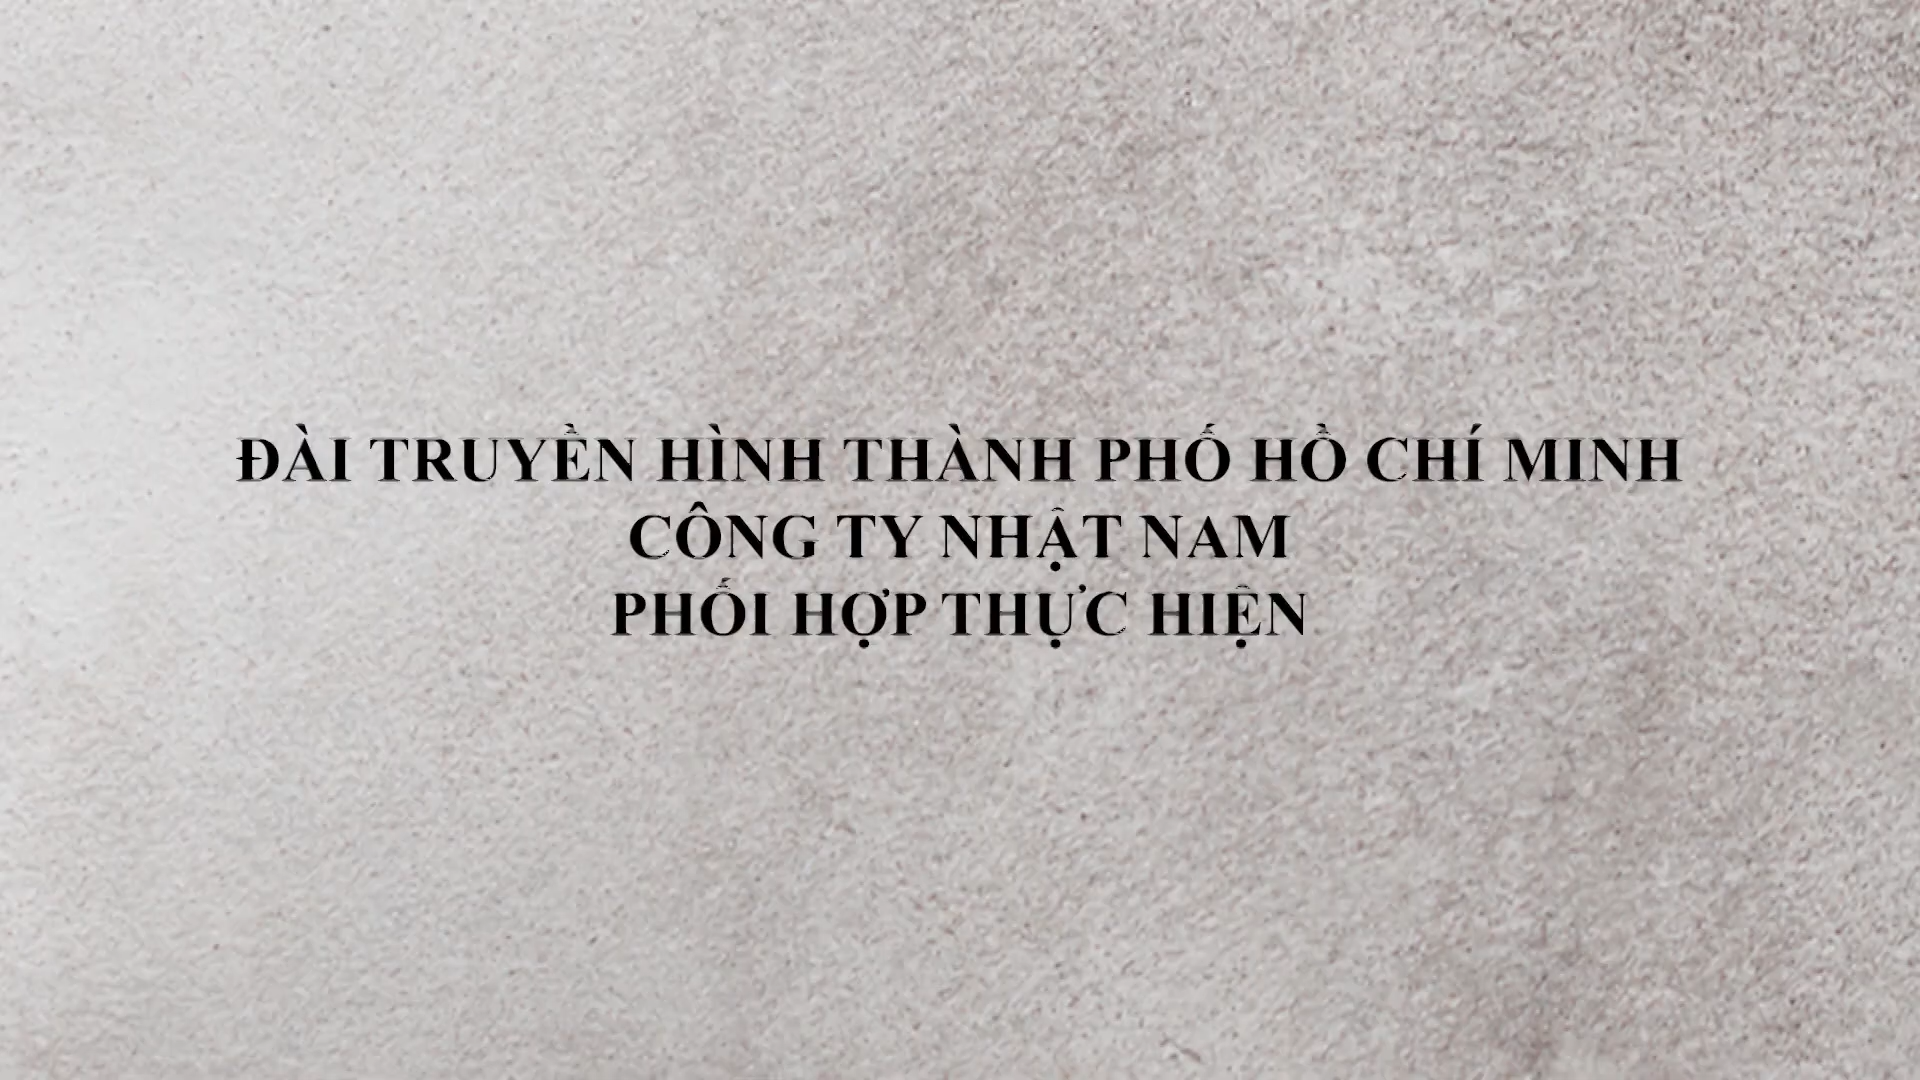 ĐÀI TRUYỀN HÌNH THÀNH PHỐ HỒ CHÍ MINH
CÔNG TY NHẬT NAM
PHỐI HỢP THỰC HIỆN